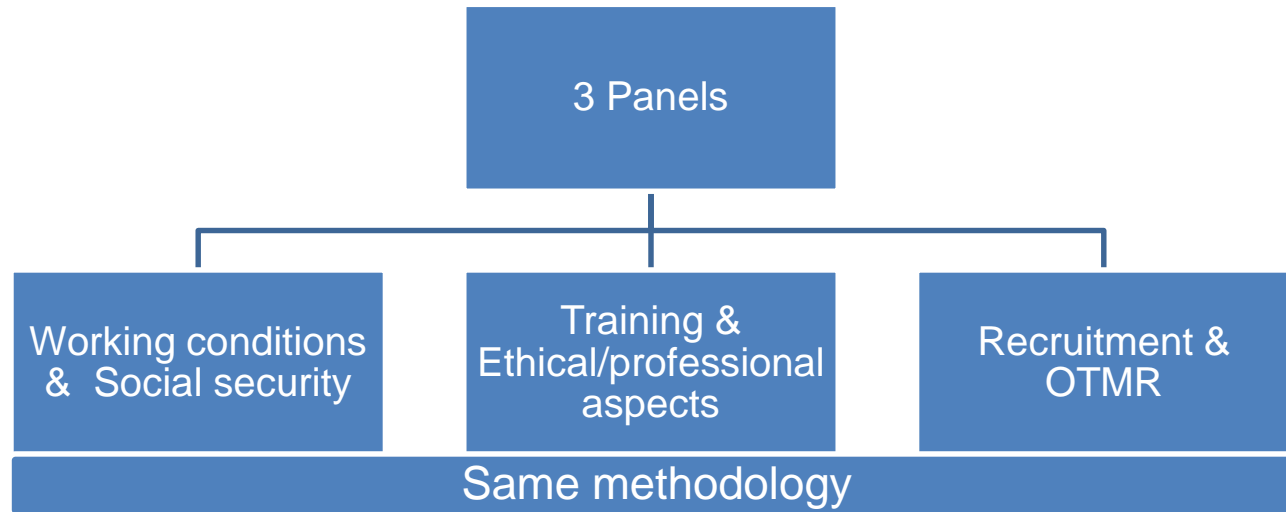 3 Panels
Working conditions
& Social security
Training &
Ethical/professional
aspects
Recruitment &
OTMR
Same methodology